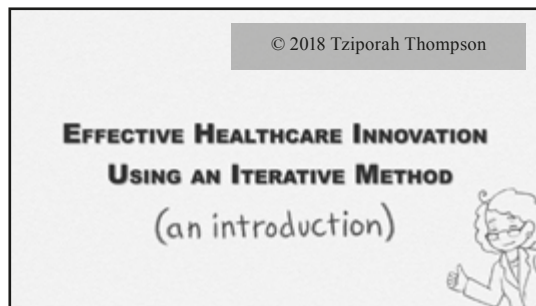 © 2018 Tziporah Thompson
EFFECTIVE HEALTHCARE INNOVATION
USING AN ITERATIVE METHOD
(an introduction)